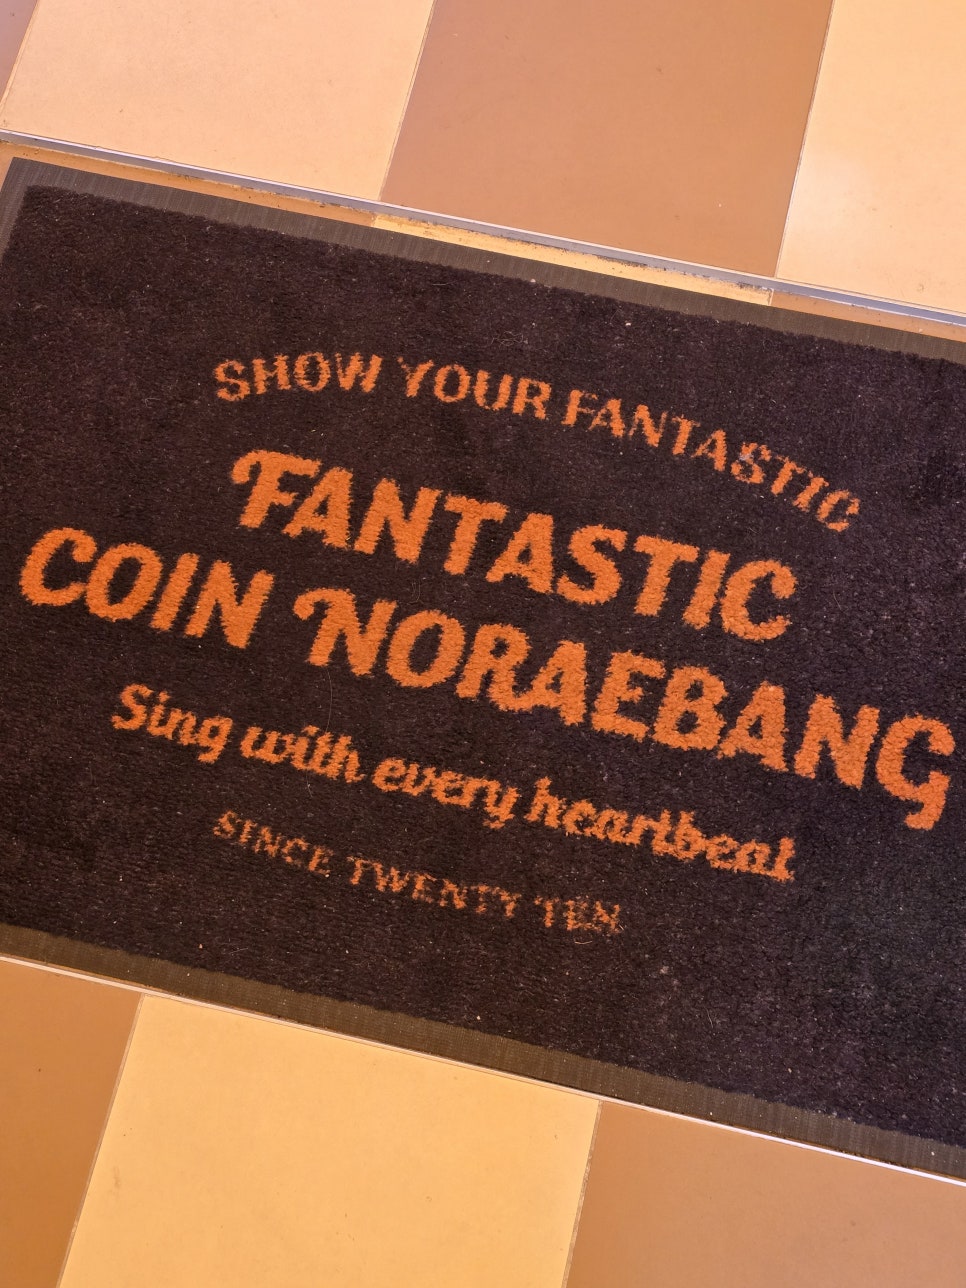 SHOW YOUR FANTASTIC
FANTASTIC
COIN NORAEBANG
Sing with every heartbeat
SINCE TWENTY TEN